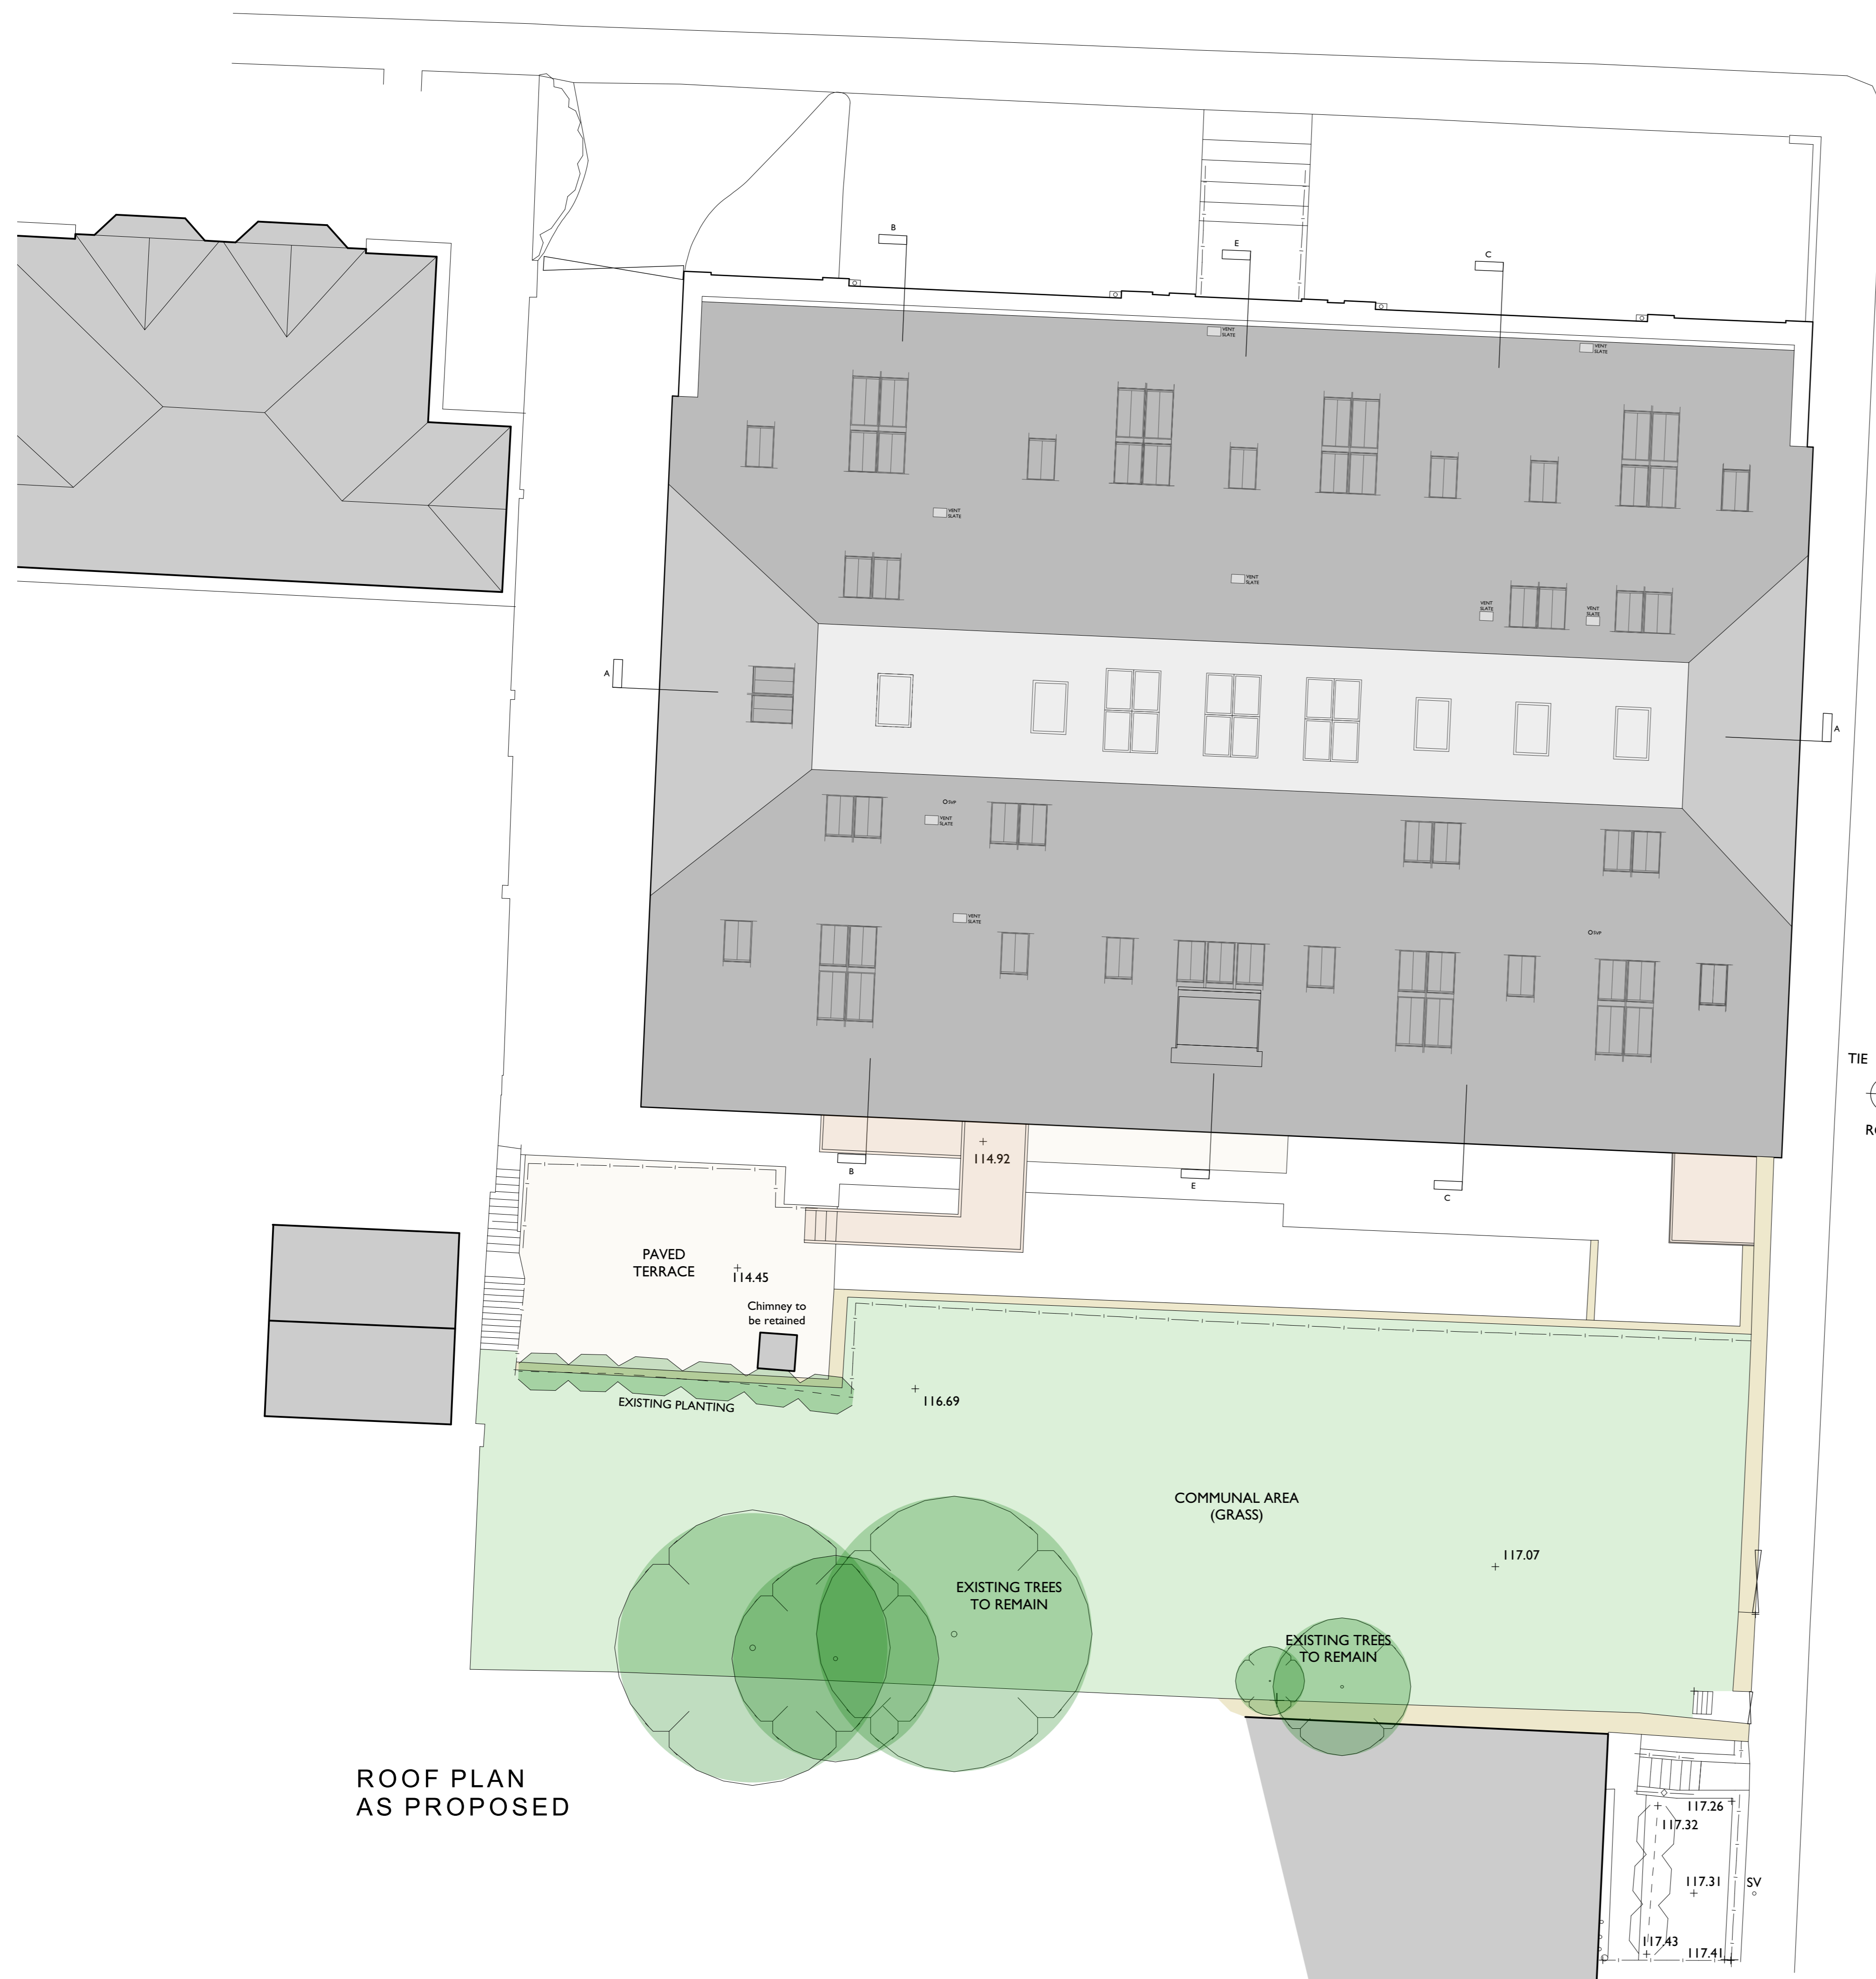 B
E
C
VENT
SLATE
VENT
SLATE
VENT
SLATE
VENT
SLATE
VENT
SLATE
VENT
SLATE
A
A
SVP
VENT
SLATE
VENT
SLATE
SVP
TIE
114.92
B
E
C
PAVED
TERRACE
114.45
Chimney to
be retained
116.69
EXISTING PLANTING
COMMUNAL AREA
(GRASS)
117.07
EXISTING TREES
TO REMAIN
EXISTING TREES
TO REMAIN
ROOF PLAN
AS PROPOSED
117.26
117.32
117.31
SV
117.43
117.41